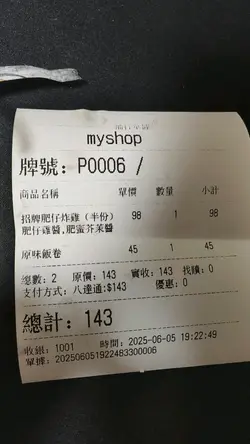 myshop
牌號: P0006 /
商品名稱 單價 數量 小計
招牌肥仔炸雞（半份） 98 1 98
肥仔雞醬,肥蜜芥茉醬
原味飯卷 45 1 45
總數: 2 原價: 143 實收: 143 找贖: 0
支付方式: 八達通:$143 優惠: 0
總計: 143
收銀: 1001 時間: 2025-06-05 19:22:49
單據: 202506051922483300006